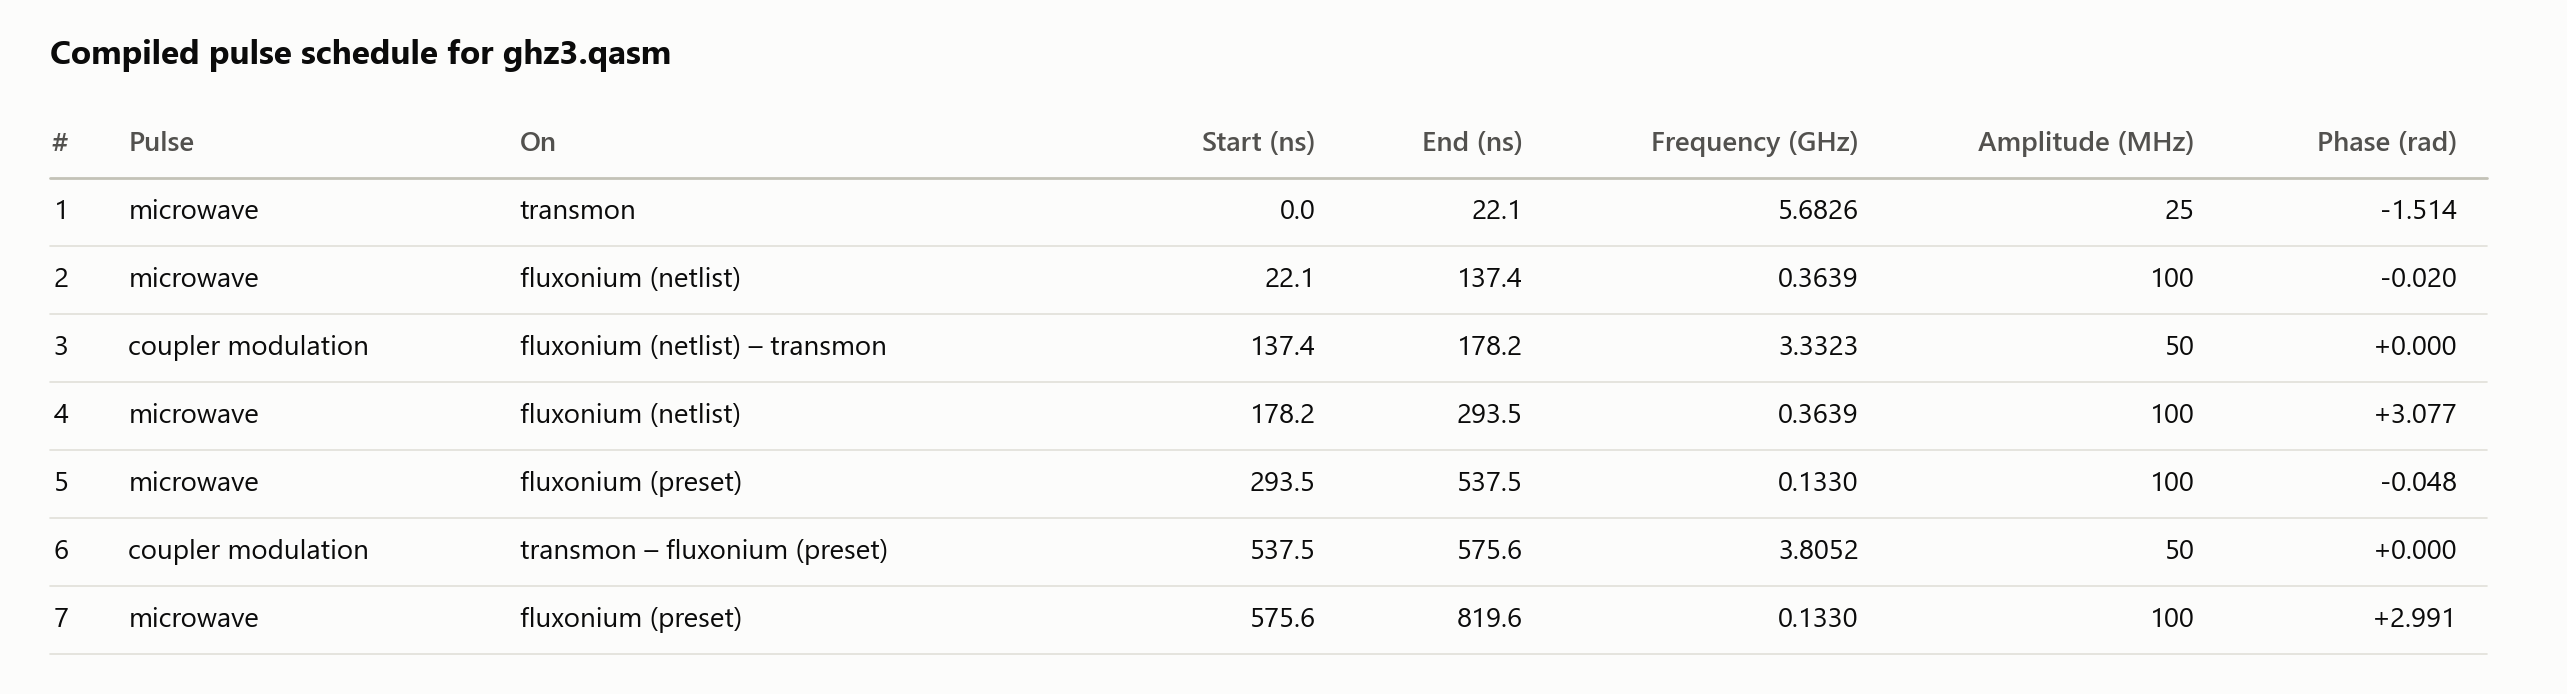 Compiled pulse schedule for ghz3.qasm
# Pulse On Start (ns) End (ns) Frequency (GHz) Amplitude (MHz) Phase (rad)
1 microwave transmon 0.0 22.1 5.6826 25 -1.514
2 microwave fluxonium (netlist) 22.1 137.4 0.3639 100 -0.020
3 coupler modulation fluxonium (netlist) – transmon 137.4 178.2 3.3323 50 +0.000
4 microwave fluxonium (netlist) 178.2 293.5 0.3639 100 +3.077
5 microwave fluxonium (preset) 293.5 537.5 0.1330 100 -0.048
6 coupler modulation transmon – fluxonium (preset) 537.5 575.6 3.8052 50 +0.000
7 microwave fluxonium (preset) 575.6 819.6 0.1330 100 +2.991